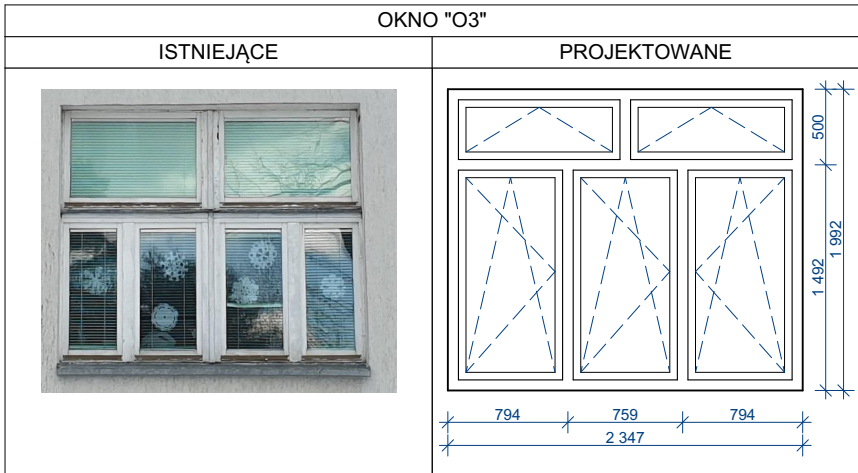 OKNO "O3"
ISTNIEJĄCE
PROJEKTOWANE
500
1 492
1 992
794
759
794
2 347